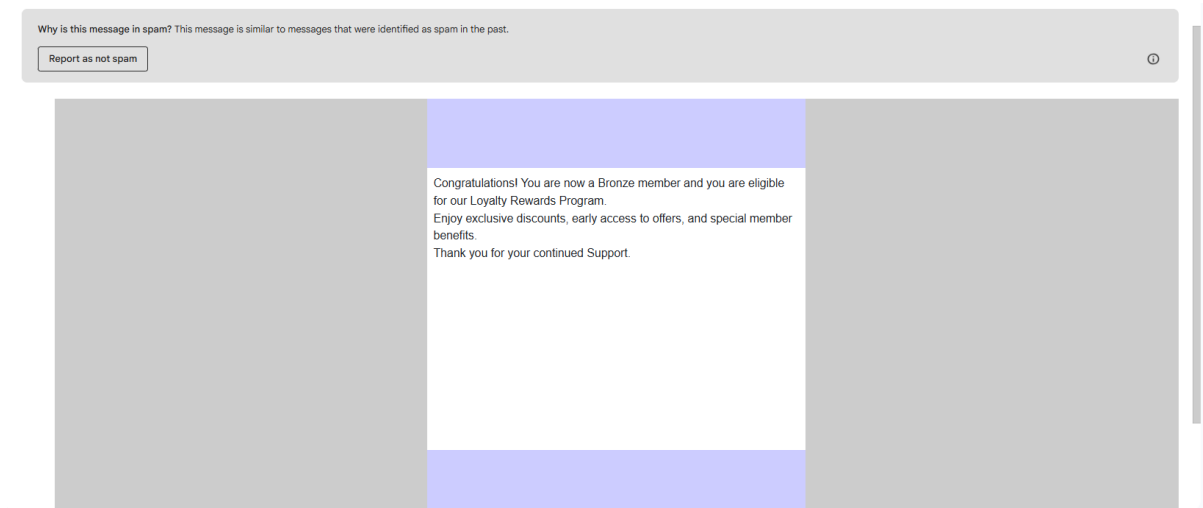 Why is this message in spam? This message is similar to messages that were identified as spam in the past.
Report as not spam
Congratulations! You are now a Bronze member and you are eligible
for our Loyalty Rewards Program.
Enjoy exclusive discounts, early access to offers, and special member
benefits.
Thank you for your continued Support.